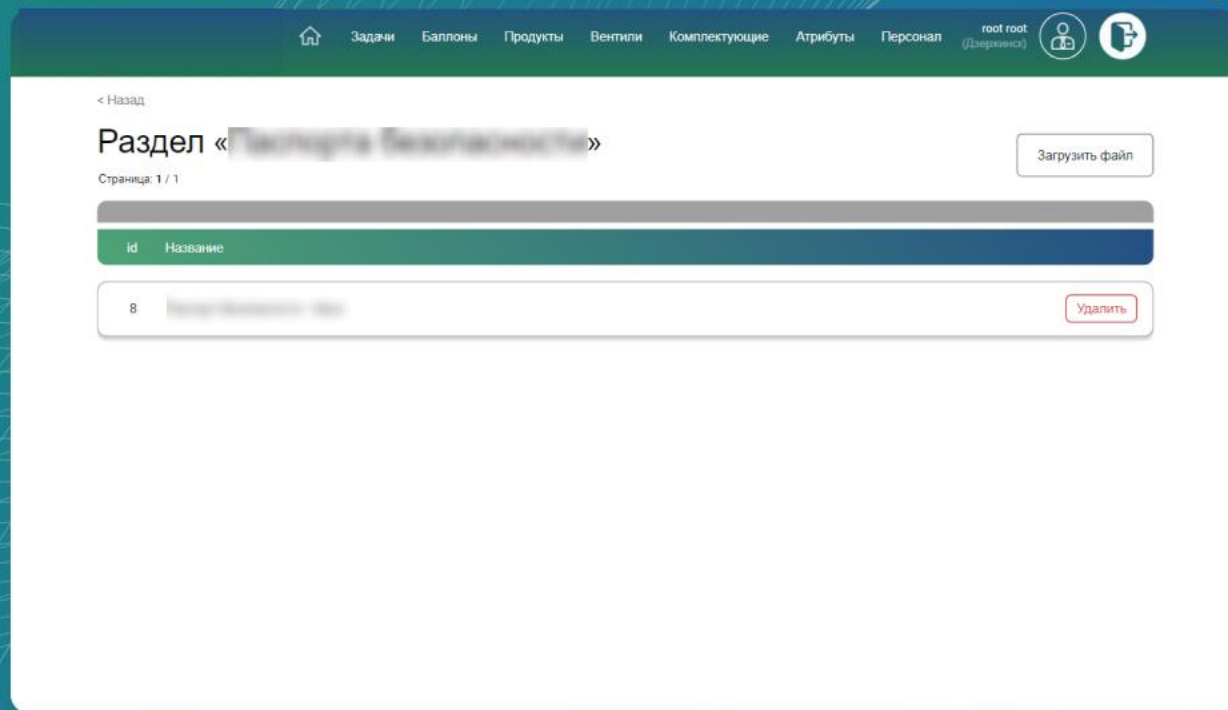 Задачи Баллоны Продукты Вентили Комплектующие Атрибуты Персонал root root
(Дзержинск)
< Назад
Раздел « »
Загрузить файл
Страница: 1 / 1
id Название
8 Удалить